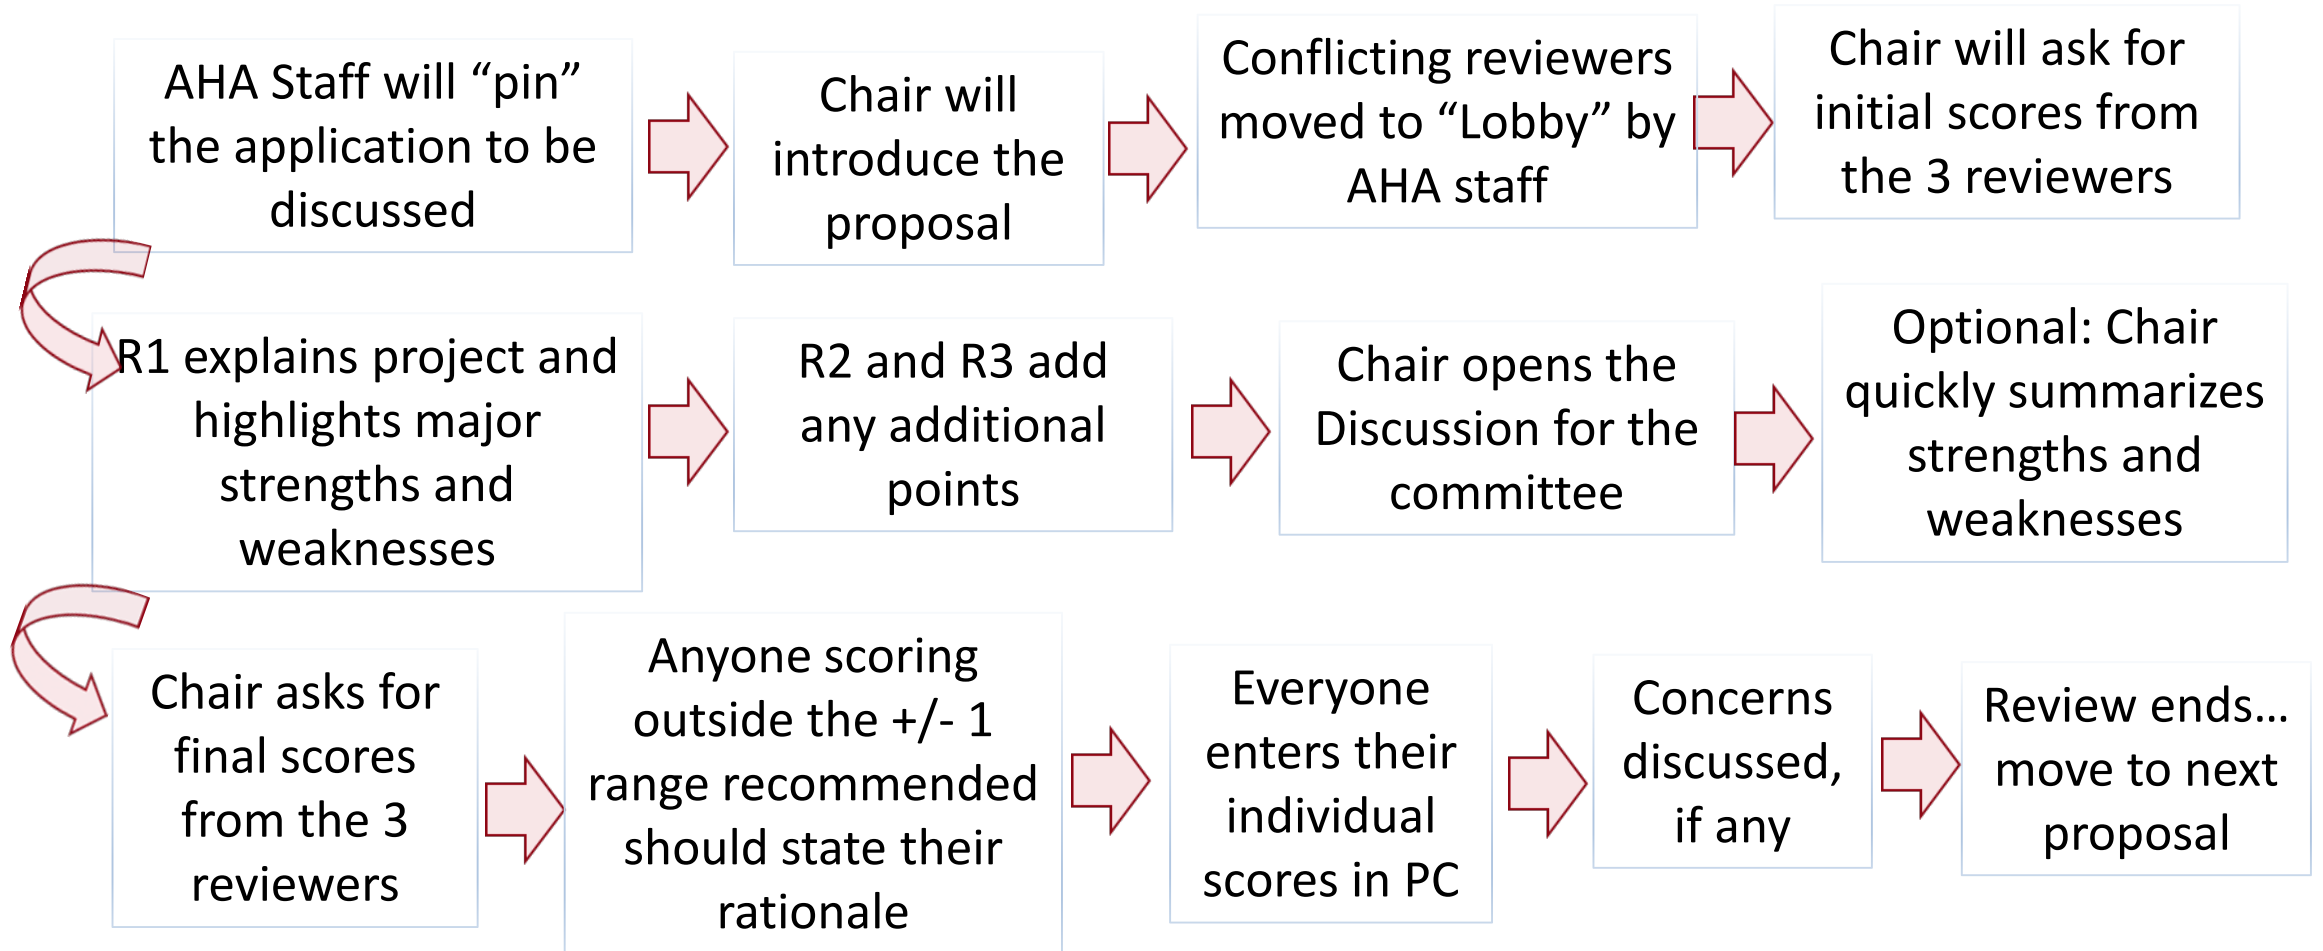 AHA Staff will “pin”
the application to be
discussed
Chair will
introduce the
proposal
Conflicting reviewers
moved to “Lobby” by
AHA staff
Chair will ask for
initial scores from
the 3 reviewers
R1 explains project and
highlights major
strengths and
weaknesses
R2 and R3 add
any additional
points
Chair opens the
Discussion for the
committee
Optional: Chair
quickly summarizes
strengths and
weaknesses
Chair asks for
final scores
from the 3
reviewers
Anyone scoring
outside the +/- 1
range recommended
should state their
rationale
Everyone
enters their
individual
scores in PC
Concerns
discussed,
if any
Review ends...
move to next
proposal